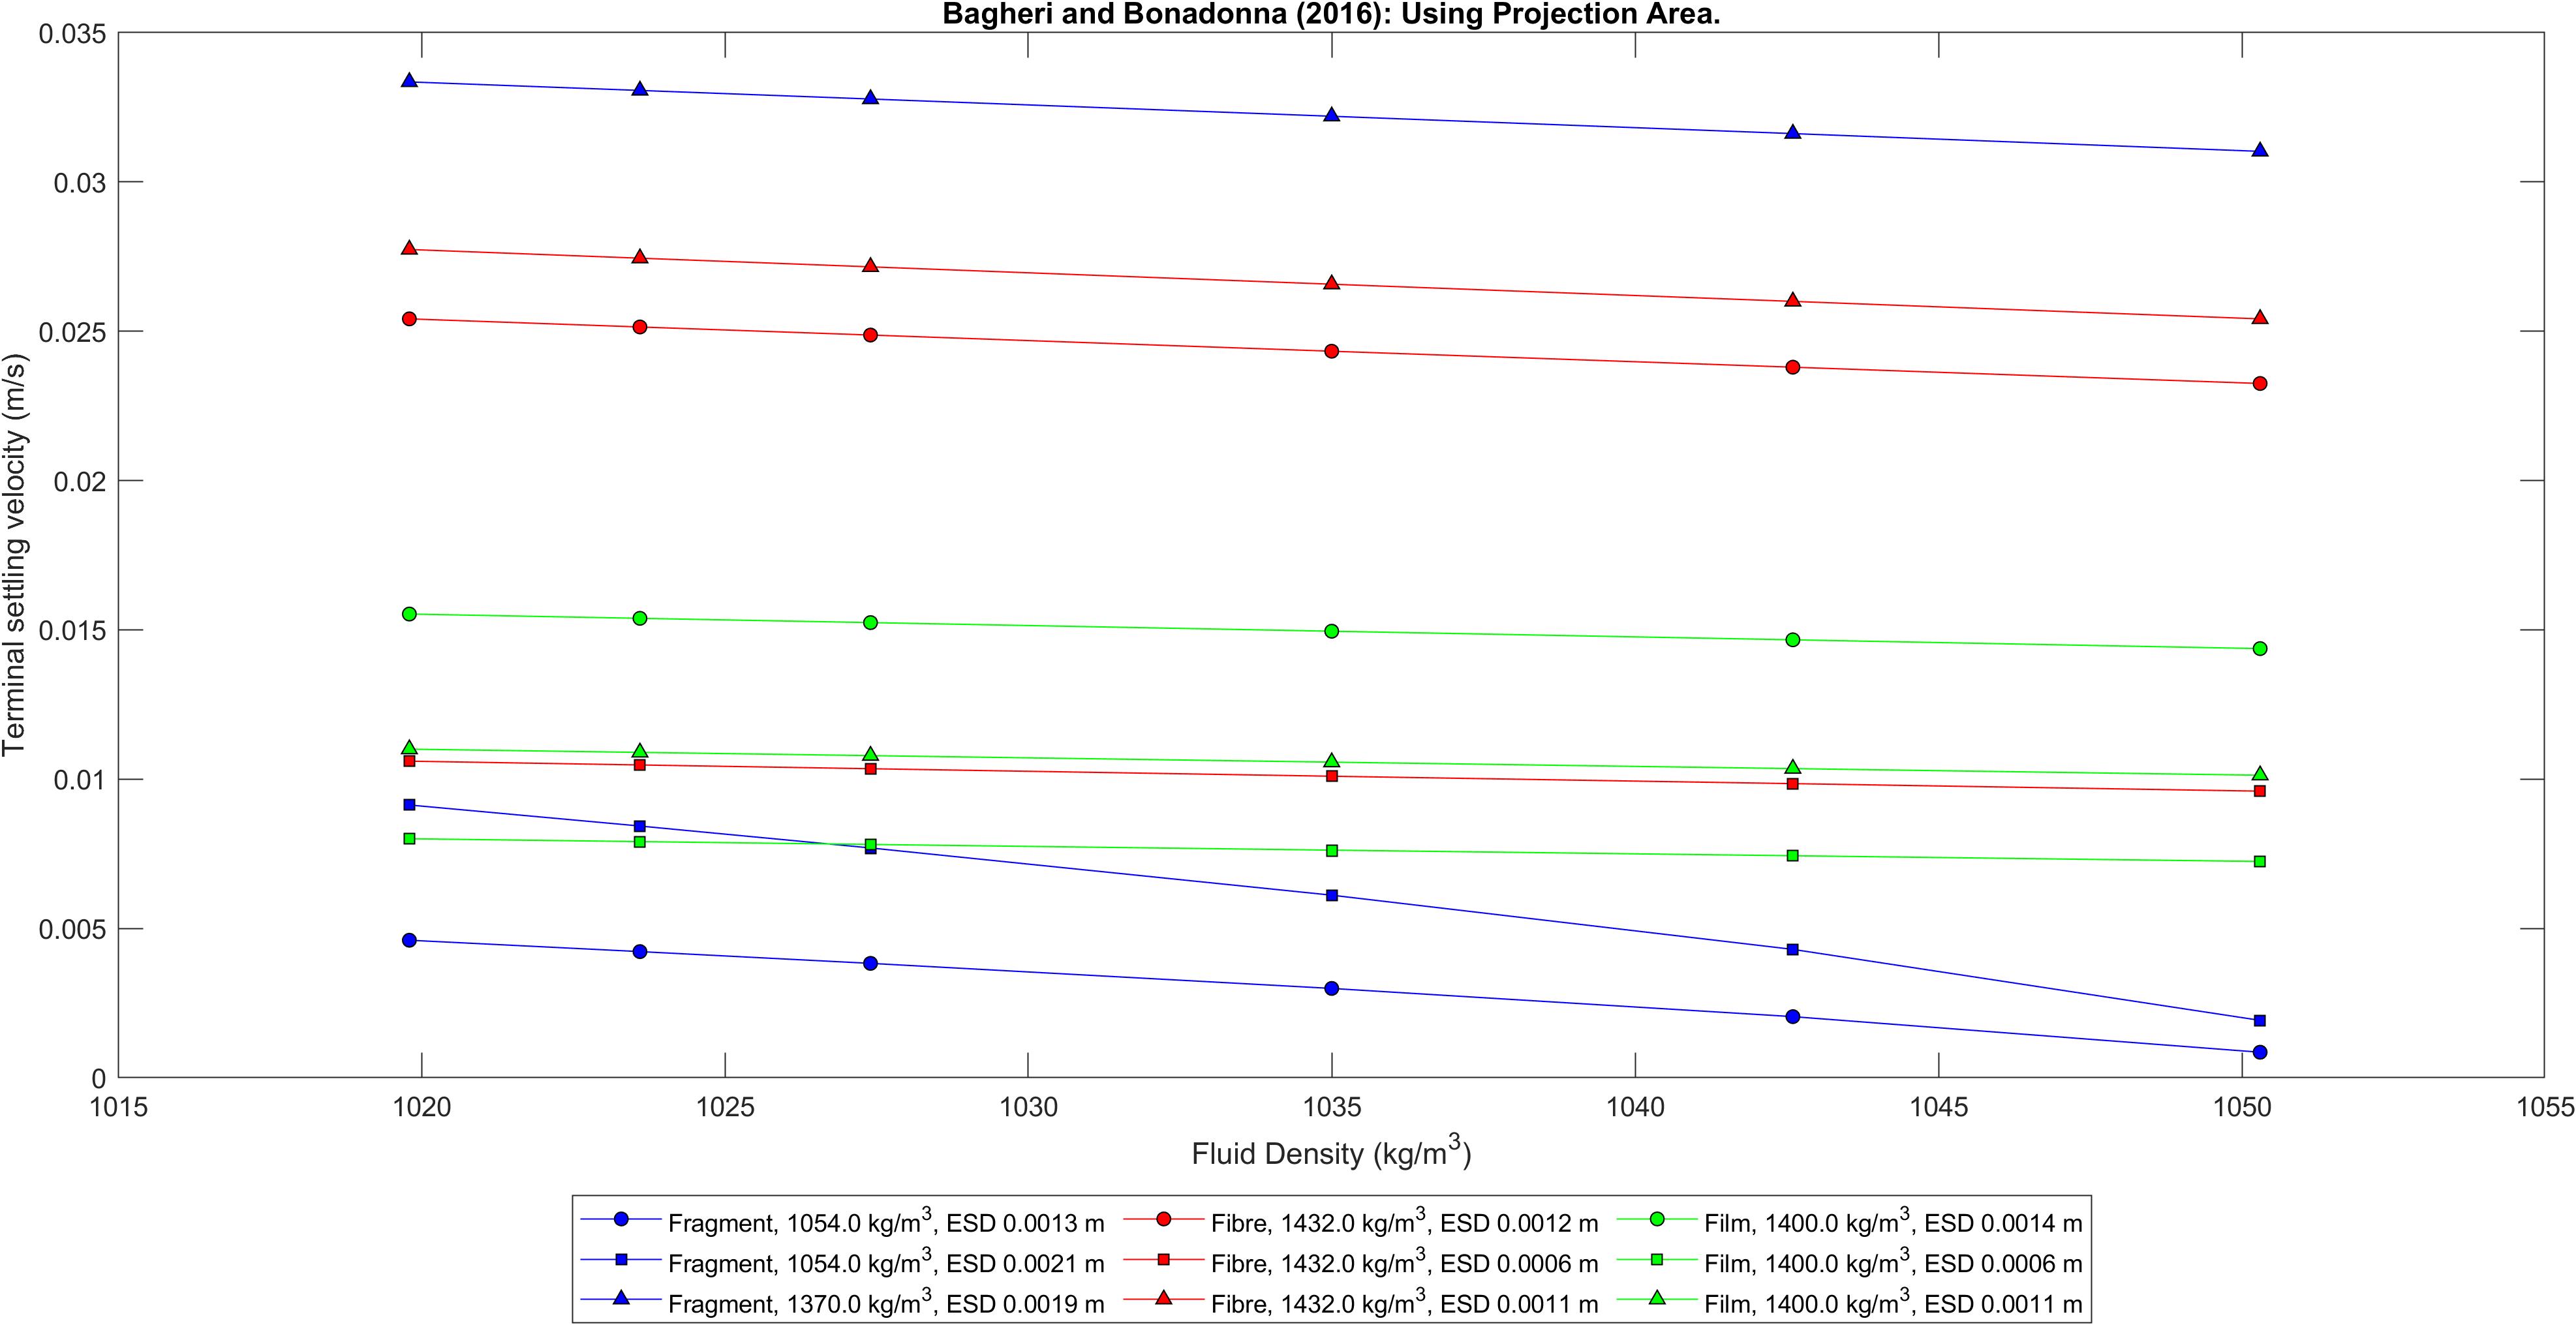 Bagheri and Bonadonna (2016): Using Projection Area.
Terminal settling velocity (m/s)
0.035
0.03
0.025
0.02
0.015
0.01
0.005
0
1015 1020 1025 1030 1035 1040 1045 1050 1055
Fluid Density (kg/m³)
Fragment, 1054.0 kg/m³, ESD 0.0013 m Fibre, 1432.0 kg/m³, ESD 0.0012 m Film, 1400.0 kg/m³, ESD 0.0014 m
Fragment, 1054.0 kg/m³, ESD 0.0021 m Fibre, 1432.0 kg/m³, ESD 0.0006 m Film, 1400.0 kg/m³, ESD 0.0006 m
Fragment, 1370.0 kg/m³, ESD 0.0019 m Fibre, 1432.0 kg/m³, ESD 0.0011 m Film, 1400.0 kg/m³, ESD 0.0011 m